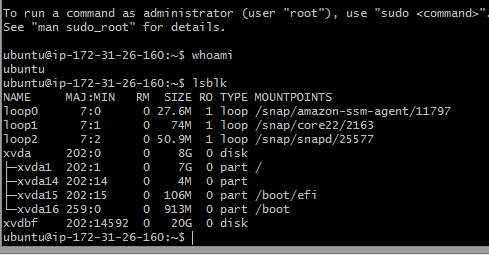 To run a command as administrator (user "root"), use "sudo <command>".
See "man sudo_root" for details.
ubuntu@ip-172-31-26-160:~$ whoami
ubuntu
ubuntu@ip-172-31-26-160:~$ lsblk
NAME     MAJ:MIN   RM  SIZE RO TYPE MOUNTPOINTS
loop0      7:0      0 27.6M  1 loop /snap/amazon-ssm-agent/11797
loop1      7:1      0   74M  1 loop /snap/core22/2163
loop2      7:2      0 50.9M  1 loop /snap/snapd/25577
xvda     202:0      0    8G  0 disk
├─xvda1  202:1      0    7G  0 part /
├─xvda14 202:14     0    4M  0 part
├─xvda15 202:15     0  106M  0 part /boot/efi
└─xvda16 259:0      0  913M  0 part /boot
xvdbf    202:14592  0   20G  0 disk
ubuntu@ip-172-31-26-160:~$